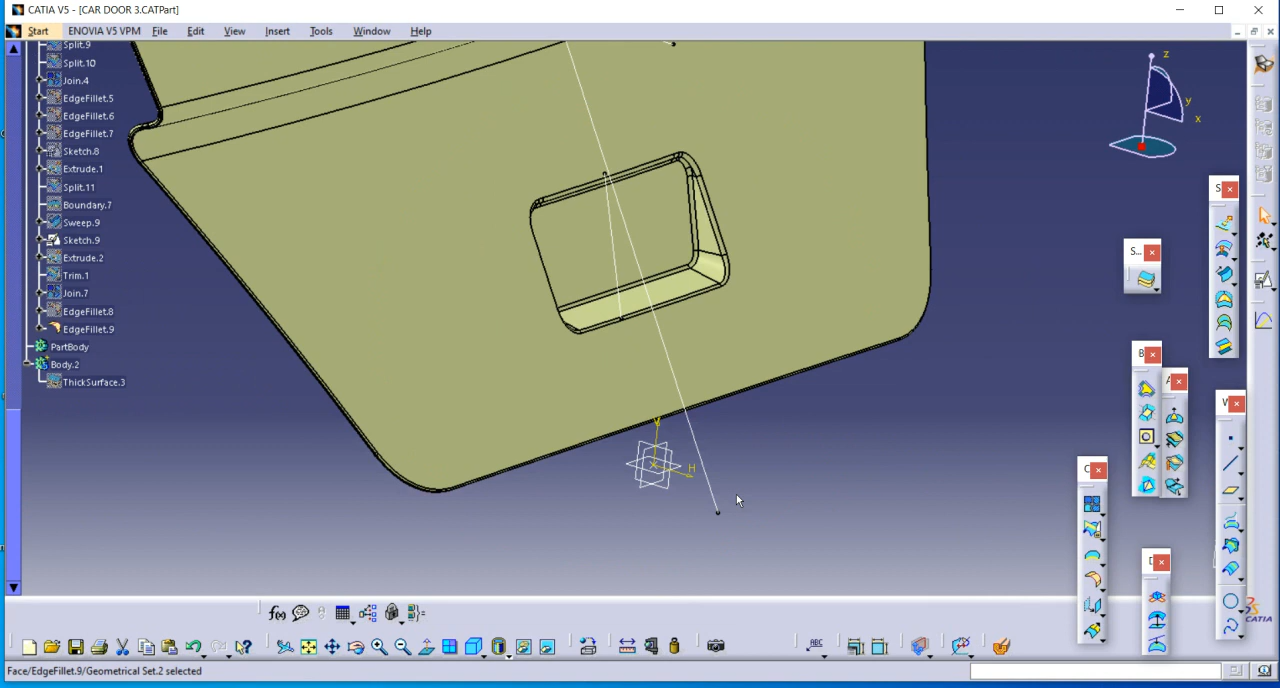 CATIA V5 - [CAR DOOR 3.CATPart]
Start ENOVIA V5 VPM File Edit View Insert Tools Window Help
Split.9
Split.10
Join.4
EdgeFillet.5
EdgeFillet.6
EdgeFillet.7
Sketch.8
Extrude.1
Split.11
Boundary.7
Sweep.9
Sketch.9
Extrude.2
Trim.1
Join.7
EdgeFillet.8
EdgeFillet.9
PartBody
Body.2
ThickSurface.3
z
y
x
S
S...
B
A
V
C
D
V
H
f(x)
ABC
CATIA
Face/EdgeFillet.9/Geometrical Set.2 selected